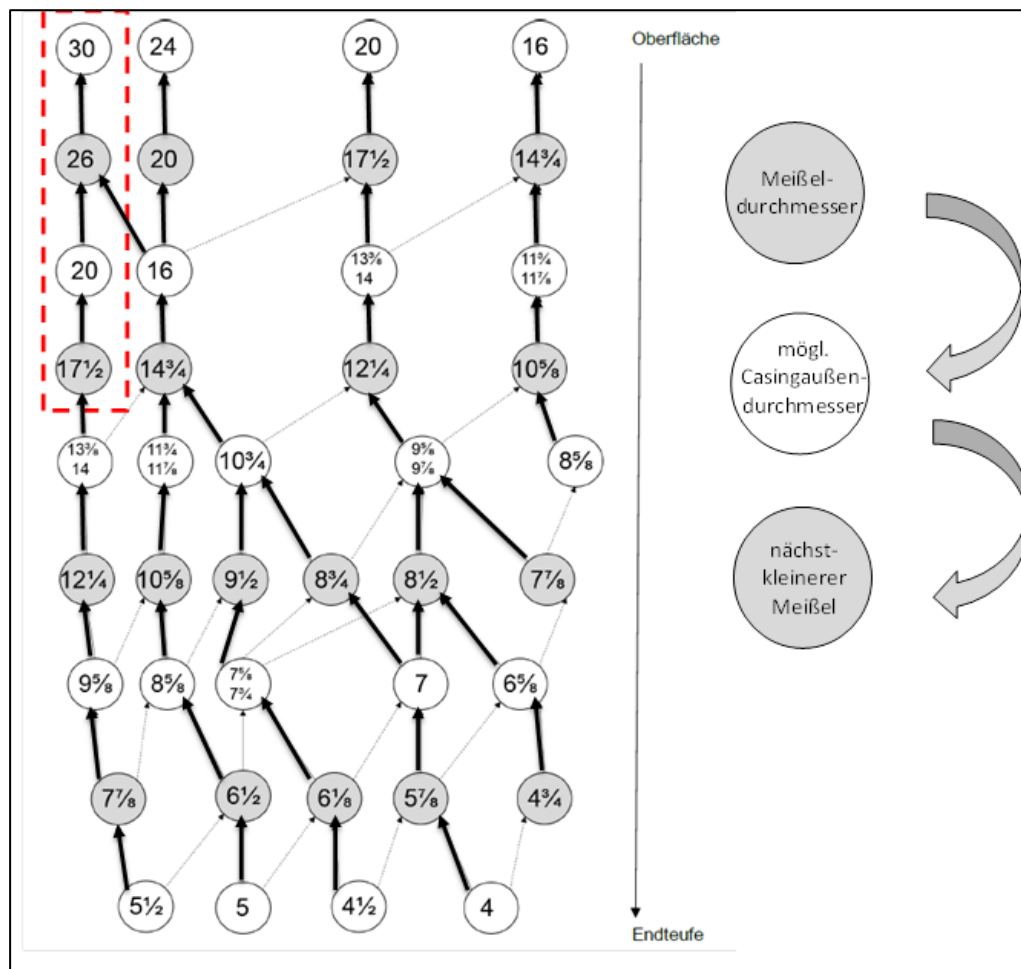 30 24 20 16 Oberfläche
26 20 17½ 14¾
Meißel-
durchmesser
20 16 13⅜ 11¾
14 11⅞
17½ 14¾ 12¼ 10⅝
mögl.
Casingaußen-
durchmesser
13⅜ 11¾ 10¾ 9⅝ 8⅝
14 11⅞ 9⅞
12¼ 10⅝ 9½ 8¾ 8½ 7⅞
nächst-
kleinerer
Meißel
9⅝ 8⅝ 7⅝ 7 6⅝
7¾
7⅞ 6½ 6⅛ 5⅞ 4¾
5½ 5 4½ 4
Endteufe